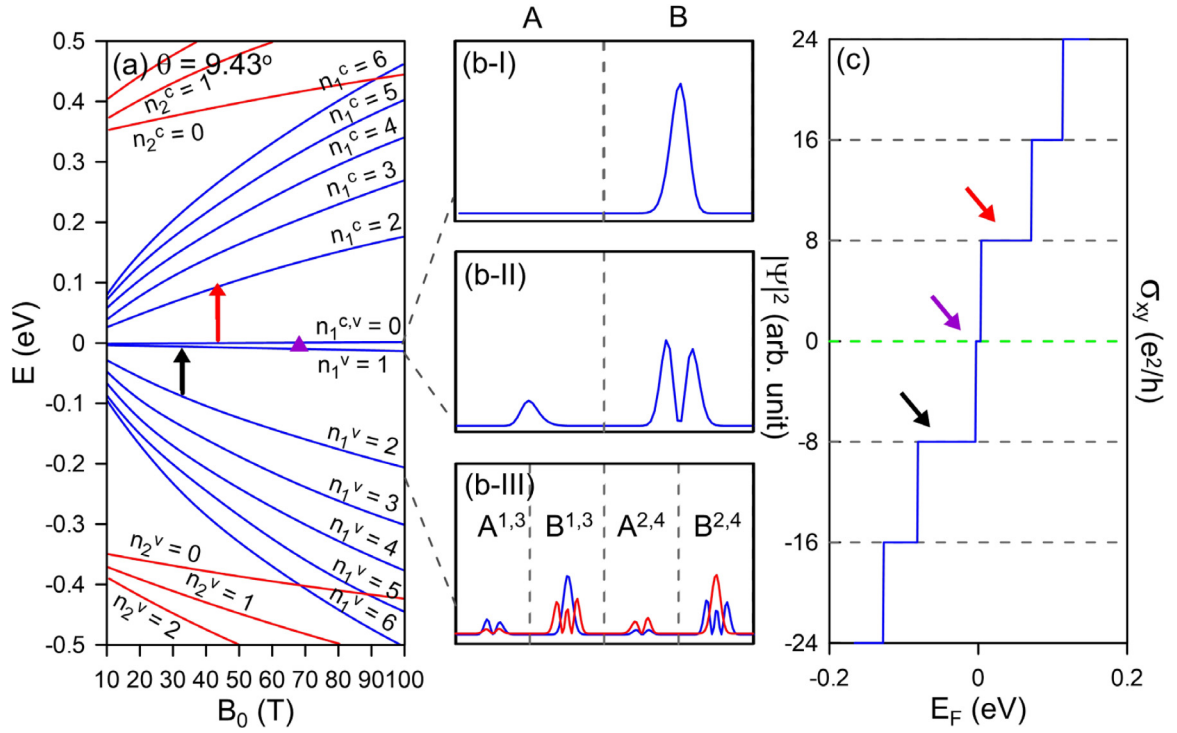 A B
(a) θ = 9.43°
(b-I)
(c)
0.5
0.4
0.3
0.2
0.1
0
-0.1
-0.2
-0.3
-0.4
-0.5
E (eV)
10 20 30 40 50 60 70 80 90 100
B₀ (T)
n₁ᶜ = 6
n₂ᶜ = 1
n₁ᶜ = 5
n₂ᶜ = 0
n₁ᶜ = 4
n₁ᶜ = 3
n₁ᶜ = 2
n₁ᶜ,ᵛ = 0
n₁ᵛ = 1
n₁ᵛ = 2
n₁ᵛ = 3
n₁ᵛ = 4
n₁ᵛ = 5
n₁ᵛ = 6
n₂ᵛ = 0
n₂ᵛ = 1
n₂ᵛ = 2
(b-II)
(b-III)
A¹,³ B¹,³ A²,⁴ B²,⁴
|Ψ|² (arb. unit)
24
16
8
0
-8
-16
-24
-0.2 0 0.2
E_F (eV)
σ_xy (e²/h)